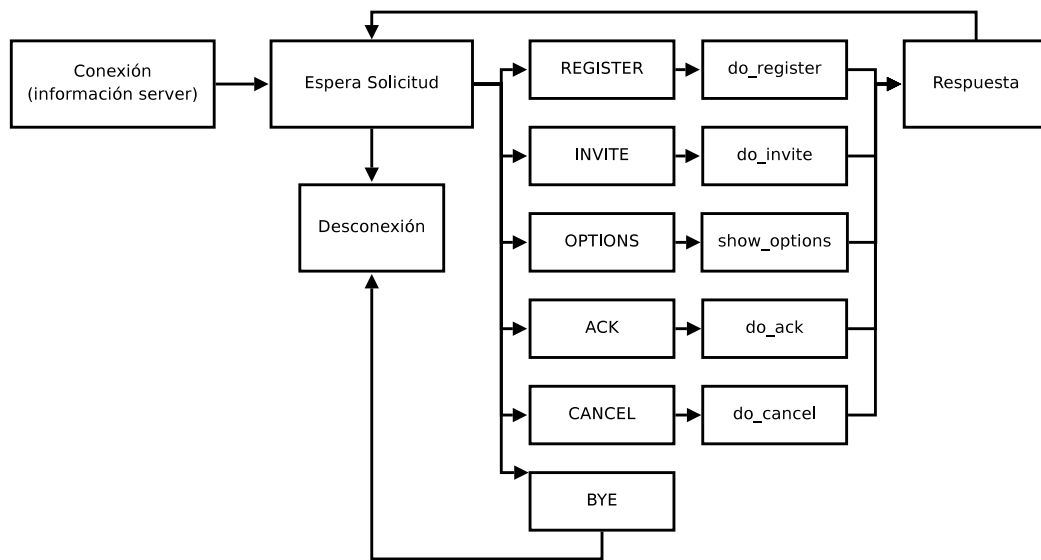 Conexión
(información server)
Espera Solicitud
REGISTER
do_register
Respuesta
INVITE
do_invite
Desconexión
OPTIONS
show_options
ACK
do_ack
CANCEL
do_cancel
BYE